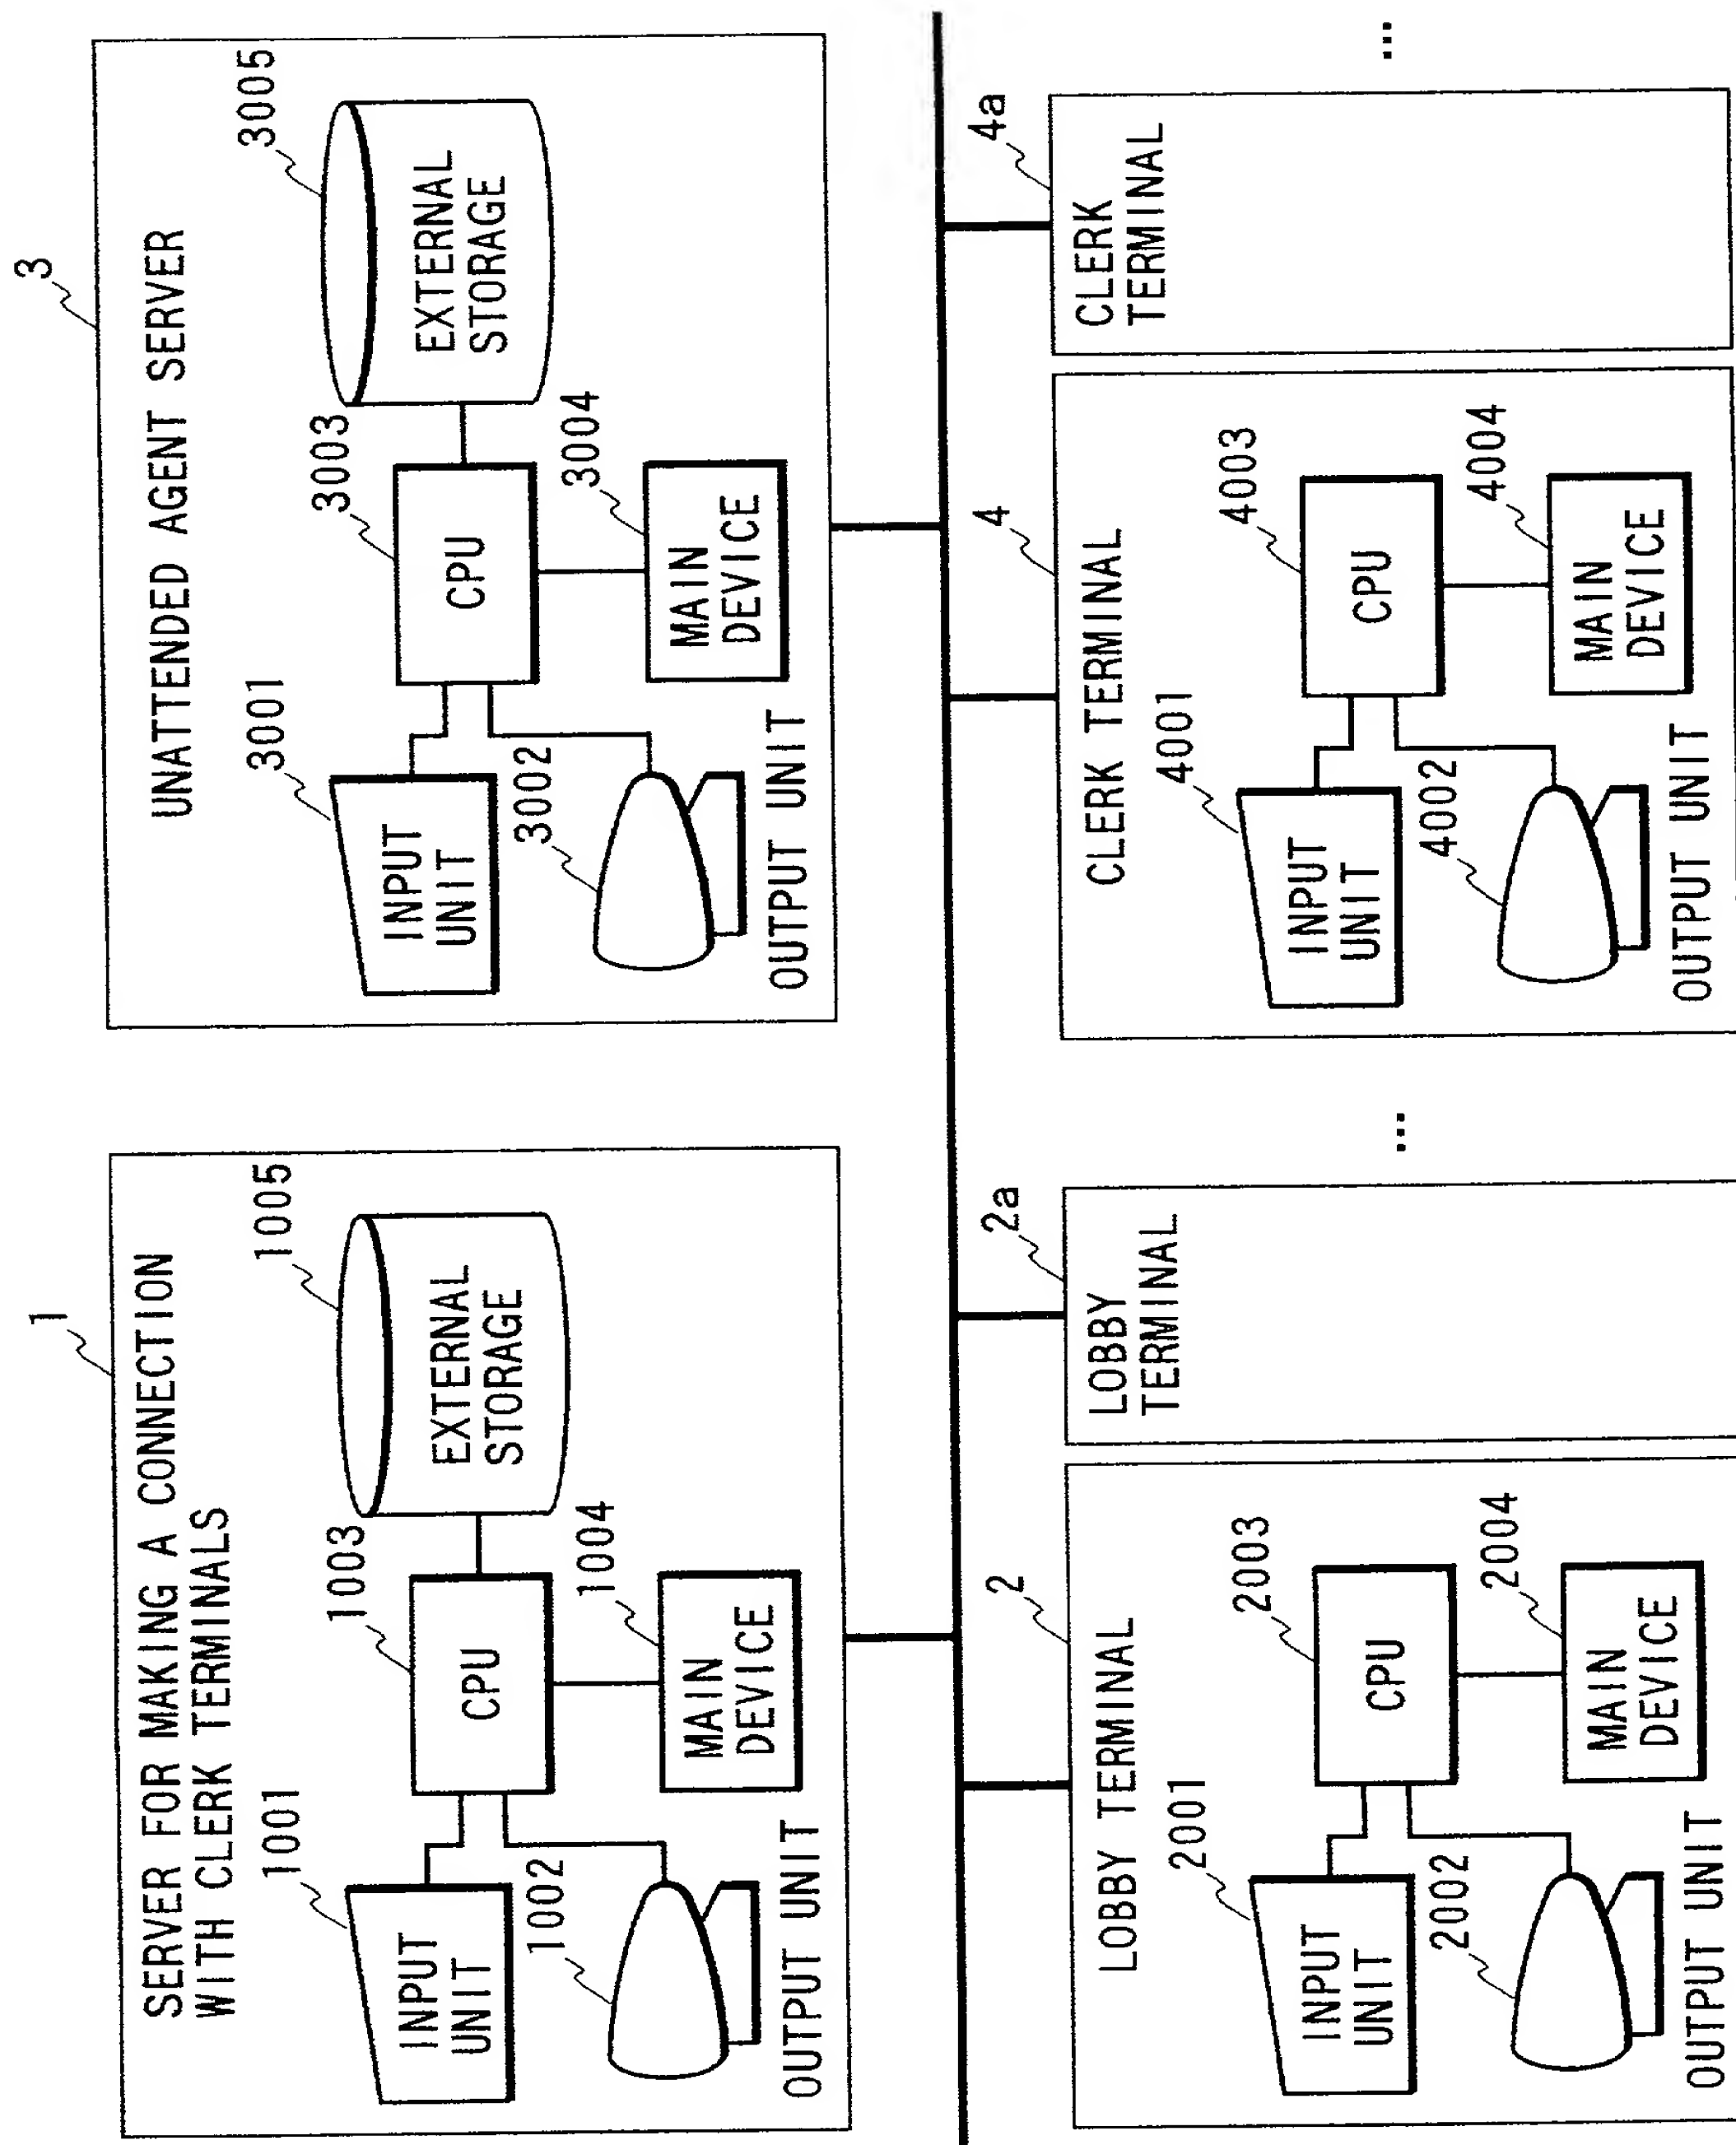 1
SERVER FOR MAKING A CONNECTION
WITH CLERK TERMINALS
1001
INPUT
UNIT
1002
OUTPUT UNIT
1003
CPU
1004
MAIN
DEVICE
1005
EXTERNAL
STORAGE
3
UNATTENDED AGENT SERVER
3001
INPUT
UNIT
3002
OUTPUT UNIT
3003
CPU
3004
MAIN
DEVICE
3005
EXTERNAL
STORAGE
2
LOBBY TERMINAL
2001
INPUT
UNIT
2002
OUTPUT UNIT
2003
CPU
2004
MAIN
DEVICE
2a
LOBBY
TERMINAL
...
4
CLERK TERMINAL
4001
INPUT
UNIT
4002
OUTPUT UNIT
4003
CPU
4004
MAIN
DEVICE
4a
CLERK
TERMINAL
...